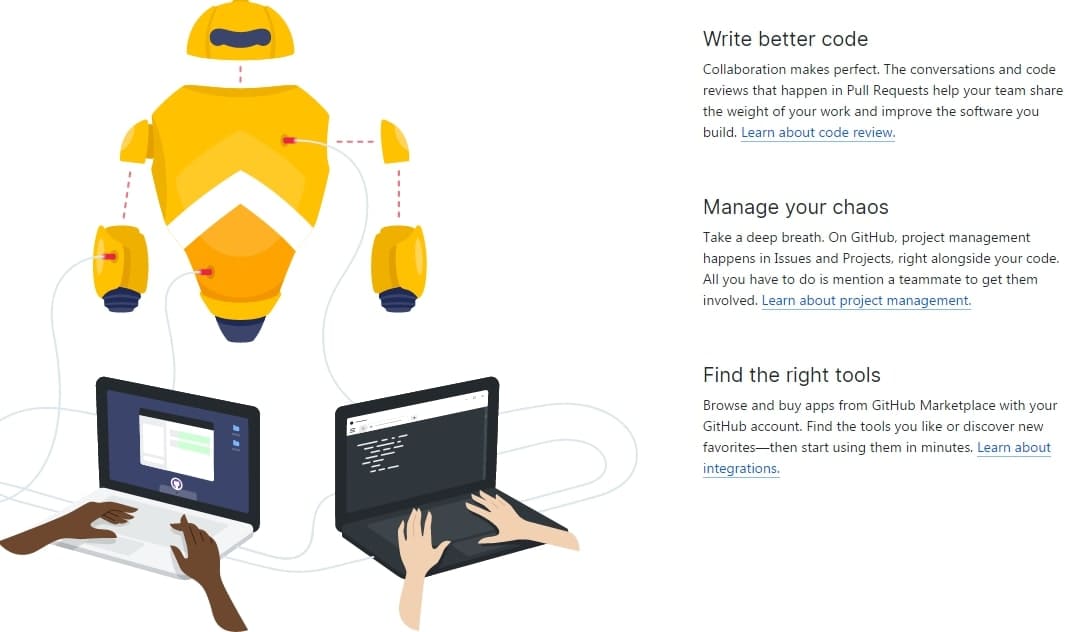 Write better code
Collaboration makes perfect. The conversations and code
reviews that happen in Pull Requests help your team share
the weight of your work and improve the software you
build. Learn about code review.
Manage your chaos
Take a deep breath. On GitHub, project management
happens in Issues and Projects, right alongside your code.
All you have to do is mention a teammate to get them
involved. Learn about project management.
Find the right tools
Browse and buy apps from GitHub Marketplace with your
GitHub account. Find the tools you like or discover new
favorites—then start using them in minutes. Learn about
integrations.